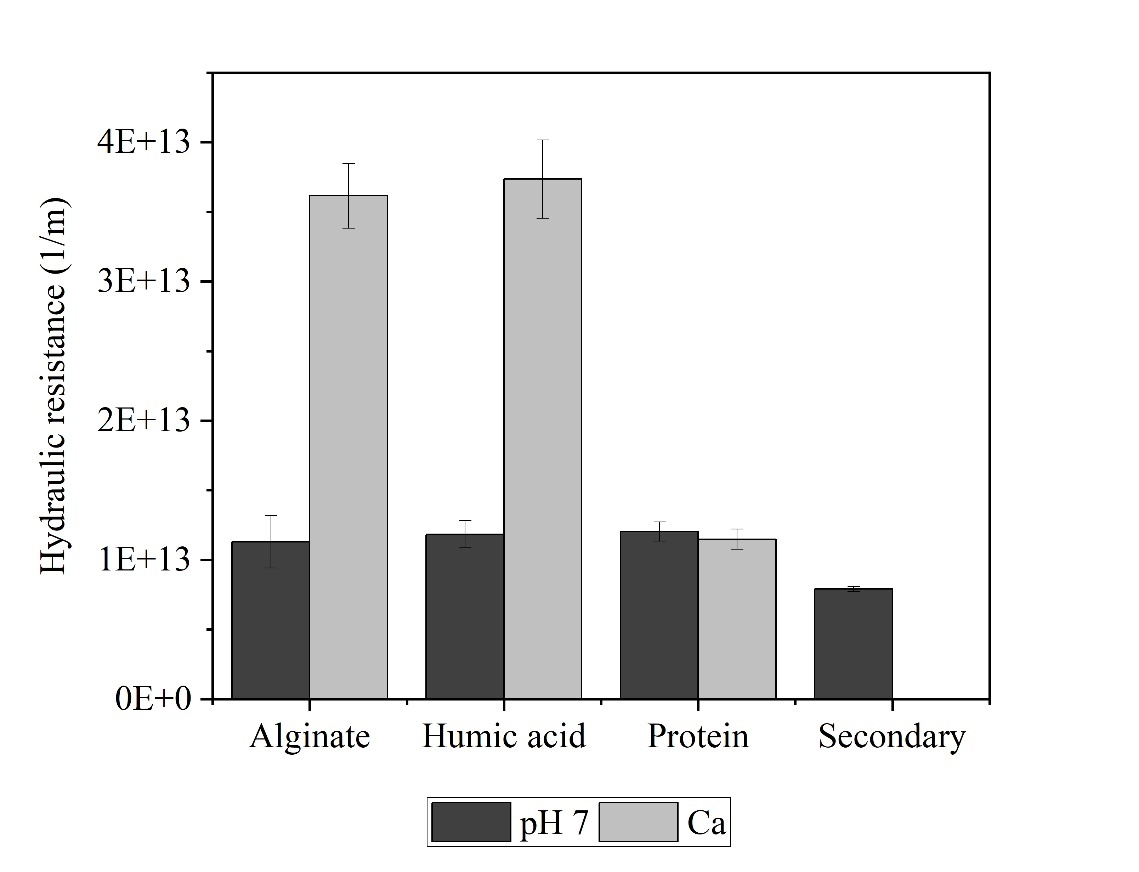 Hydraulic resistance (1/m)
4E+13
3E+13
2E+13
1E+13
0E+0
Alginate Humic acid Protein Secondary
pH 7 Ca